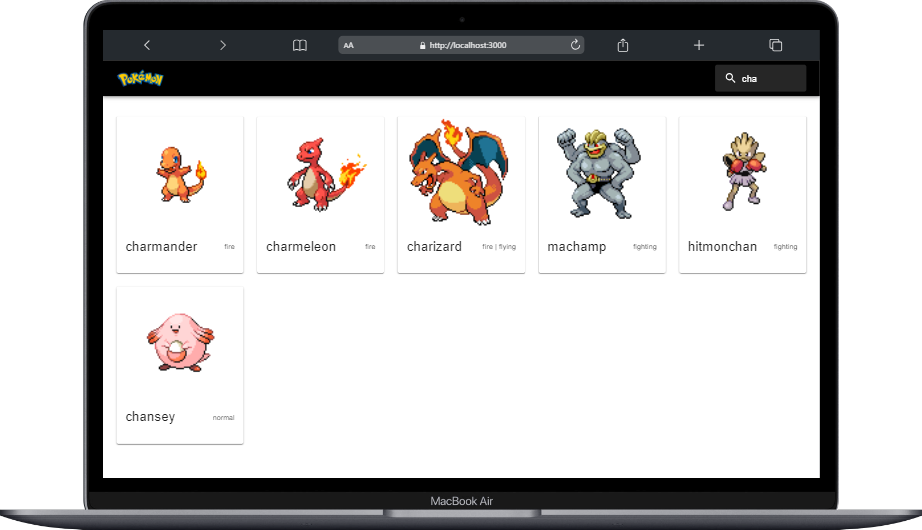 AA http://localhost:3000
Pokémon cha
charmander fire
charmeleon fire
charizard fire | flying
machamp fighting
hitmonchan fighting
chansey normal
MacBook Air